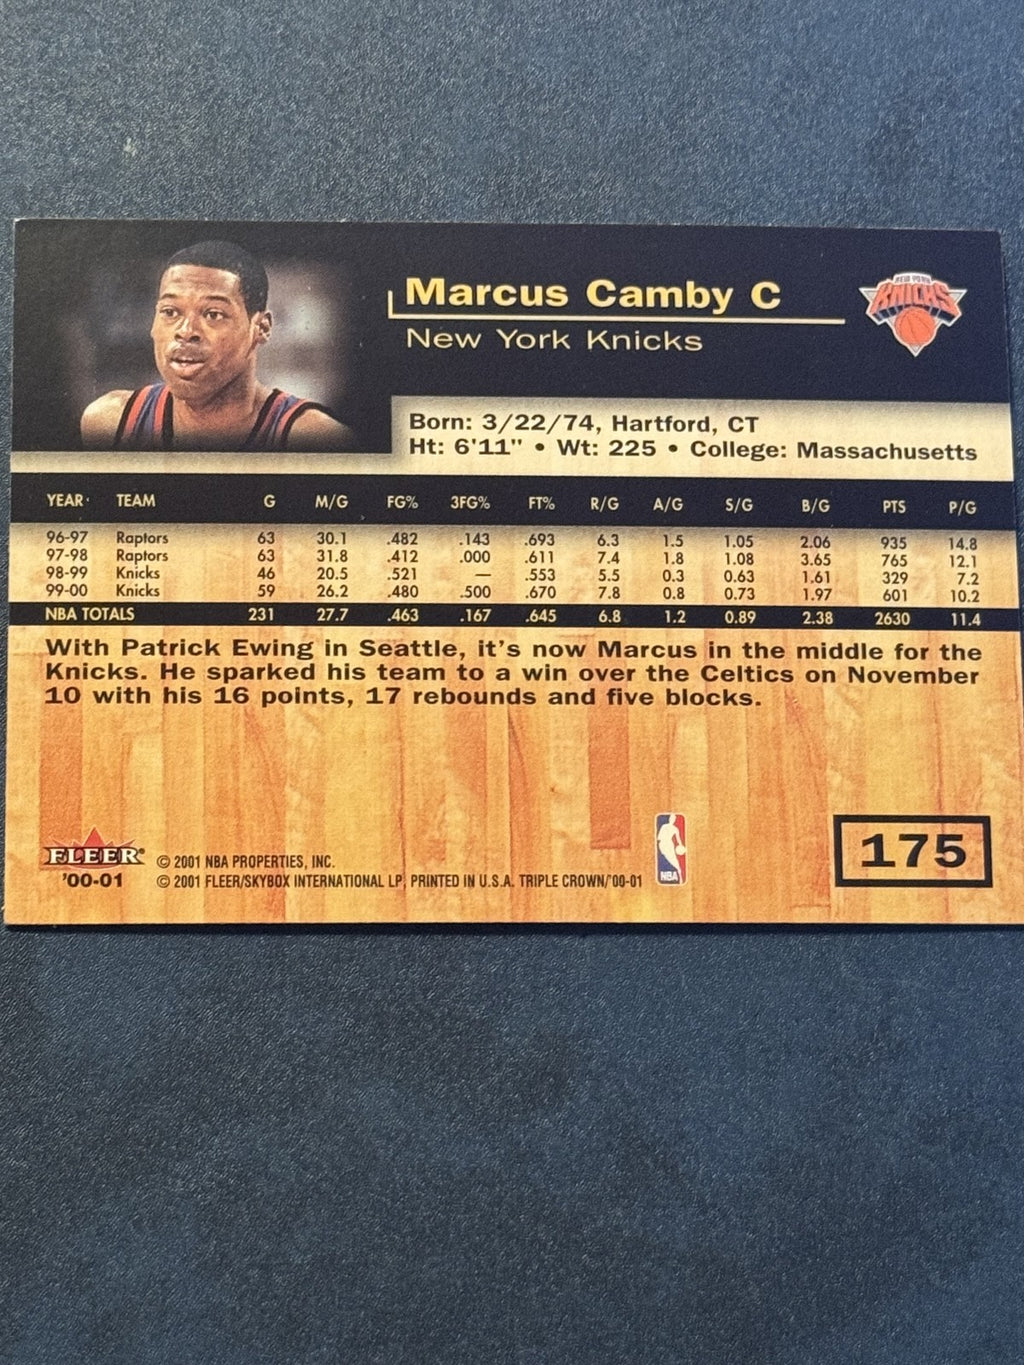 Marcus Camby C
New York Knicks
NEW YORK
KNICKS
Born: 3/22/74, Hartford, CT
Ht: 6'11" • Wt: 225 • College: Massachusetts
YEAR TEAM G M/G FG% 3FG% FT% R/G A/G S/G B/G PTS P/G
96-97 Raptors 63 30.1 .482 .143 .693 6.3 1.5 1.05 2.06 935 14.8
97-98 Raptors 63 31.8 .412 .000 .611 7.4 1.8 1.08 3.65 765 12.1
98-99 Knicks 46 20.5 .521 — .553 5.5 0.3 0.63 1.61 329 7.2
99-00 Knicks 59 26.2 .480 .500 .670 7.8 0.8 0.73 1.97 601 10.2
NBA TOTALS 231 27.7 .463 .167 .645 6.8 1.2 0.89 2.38 2630 11.4
With Patrick Ewing in Seattle, it's now Marcus in the middle for the
Knicks. He sparked his team to a win over the Celtics on November
10 with his 16 points, 17 rebounds and five blocks.
FLEER®
'00-01
© 2001 NBA PROPERTIES, INC.
© 2001 FLEER/SKYBOX INTERNATIONAL LP, PRINTED IN U.S.A. TRIPLE CROWN/'00-01
NBA
175